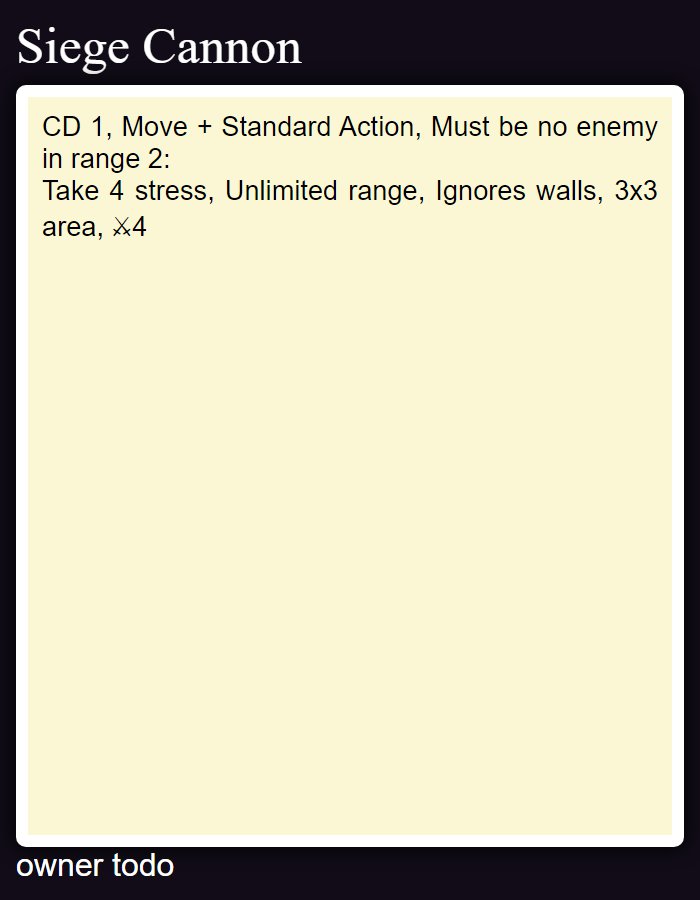 Siege Cannon
CD 1, Move + Standard Action, Must be no enemy
in range 2:
Take 4 stress, Unlimited range, Ignores walls, 3x3
area, ⚔4
owner todo